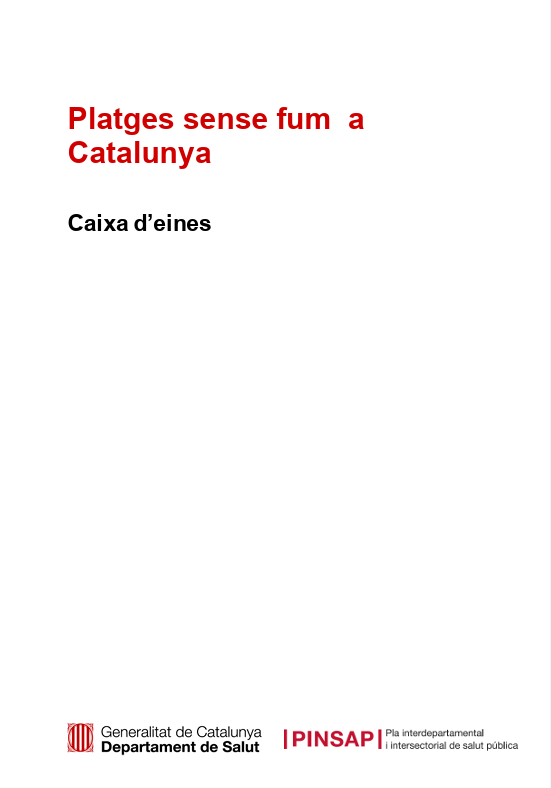 Platges sense fum  a
Catalunya
Caixa d’eines
Generalitat de Catalunya
Departament de Salut
PINSAP
Pla interdepartamental
i intersectorial de salut pública